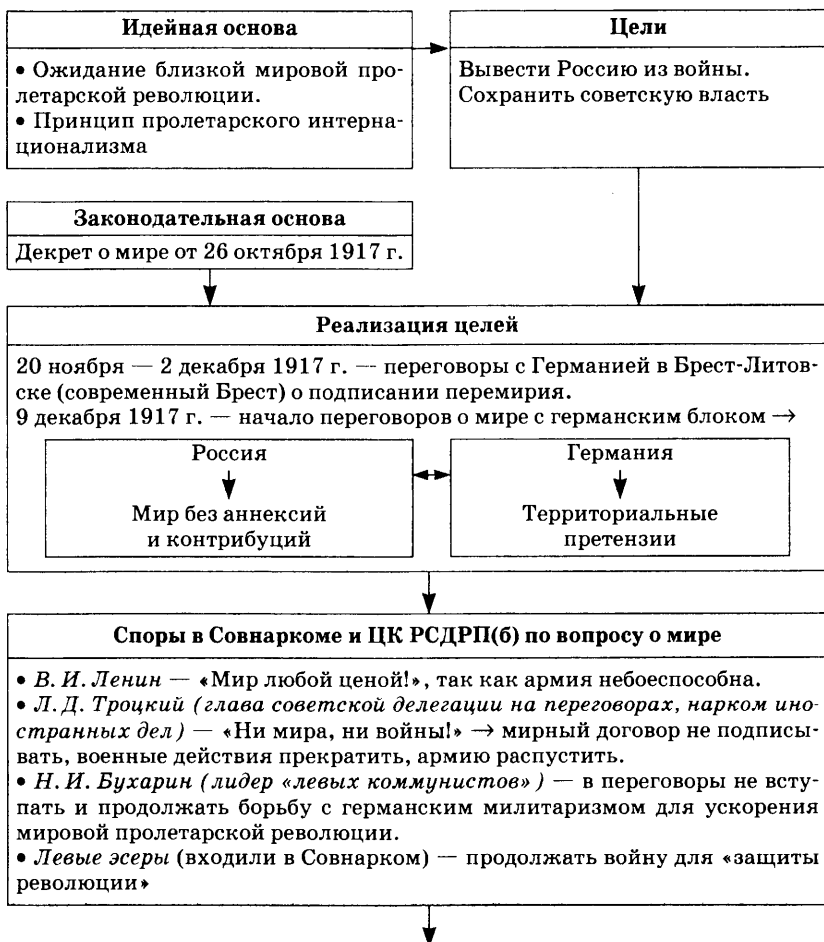 Идейная основа
• Ожидание близкой мировой про-
летарской революции.
• Принцип пролетарского интерна-
ционализма
Цели
Вывести Россию из войны.
Сохранить советскую власть
Законодательная основа
Декрет о мире от 26 октября 1917 г.
Реализация целей
20 ноября — 2 декабря 1917 г. — переговоры с Германией в Брест-Литов-
ске (современный Брест) о подписании перемирия.
9 декабря 1917 г. — начало переговоров о мире с германским блоком →
Россия
Мир без аннексий
и контрибуций
Германия
Территориальные
претензии
Споры в Совнаркоме и ЦК РСДРП(б) по вопросу о мире
• В. И. Ленин — «Мир любой ценой!», так как армия небоеспособна.
• Л. Д. Троцкий (глава советской делегации на переговорах, нарком ино-
странных дел) — «Ни мира, ни войны!» → мирный договор не подписы-
вать, военные действия прекратить, армию распустить.
• Н. И. Бухарин (лидер «левых коммунистов») — в переговоры не всту-
пать и продолжать борьбу с германским милитаризмом для ускорения
мировой пролетарской революции.
• Левые эсеры (входили в Совнарком) — продолжать войну для «защиты
революции»